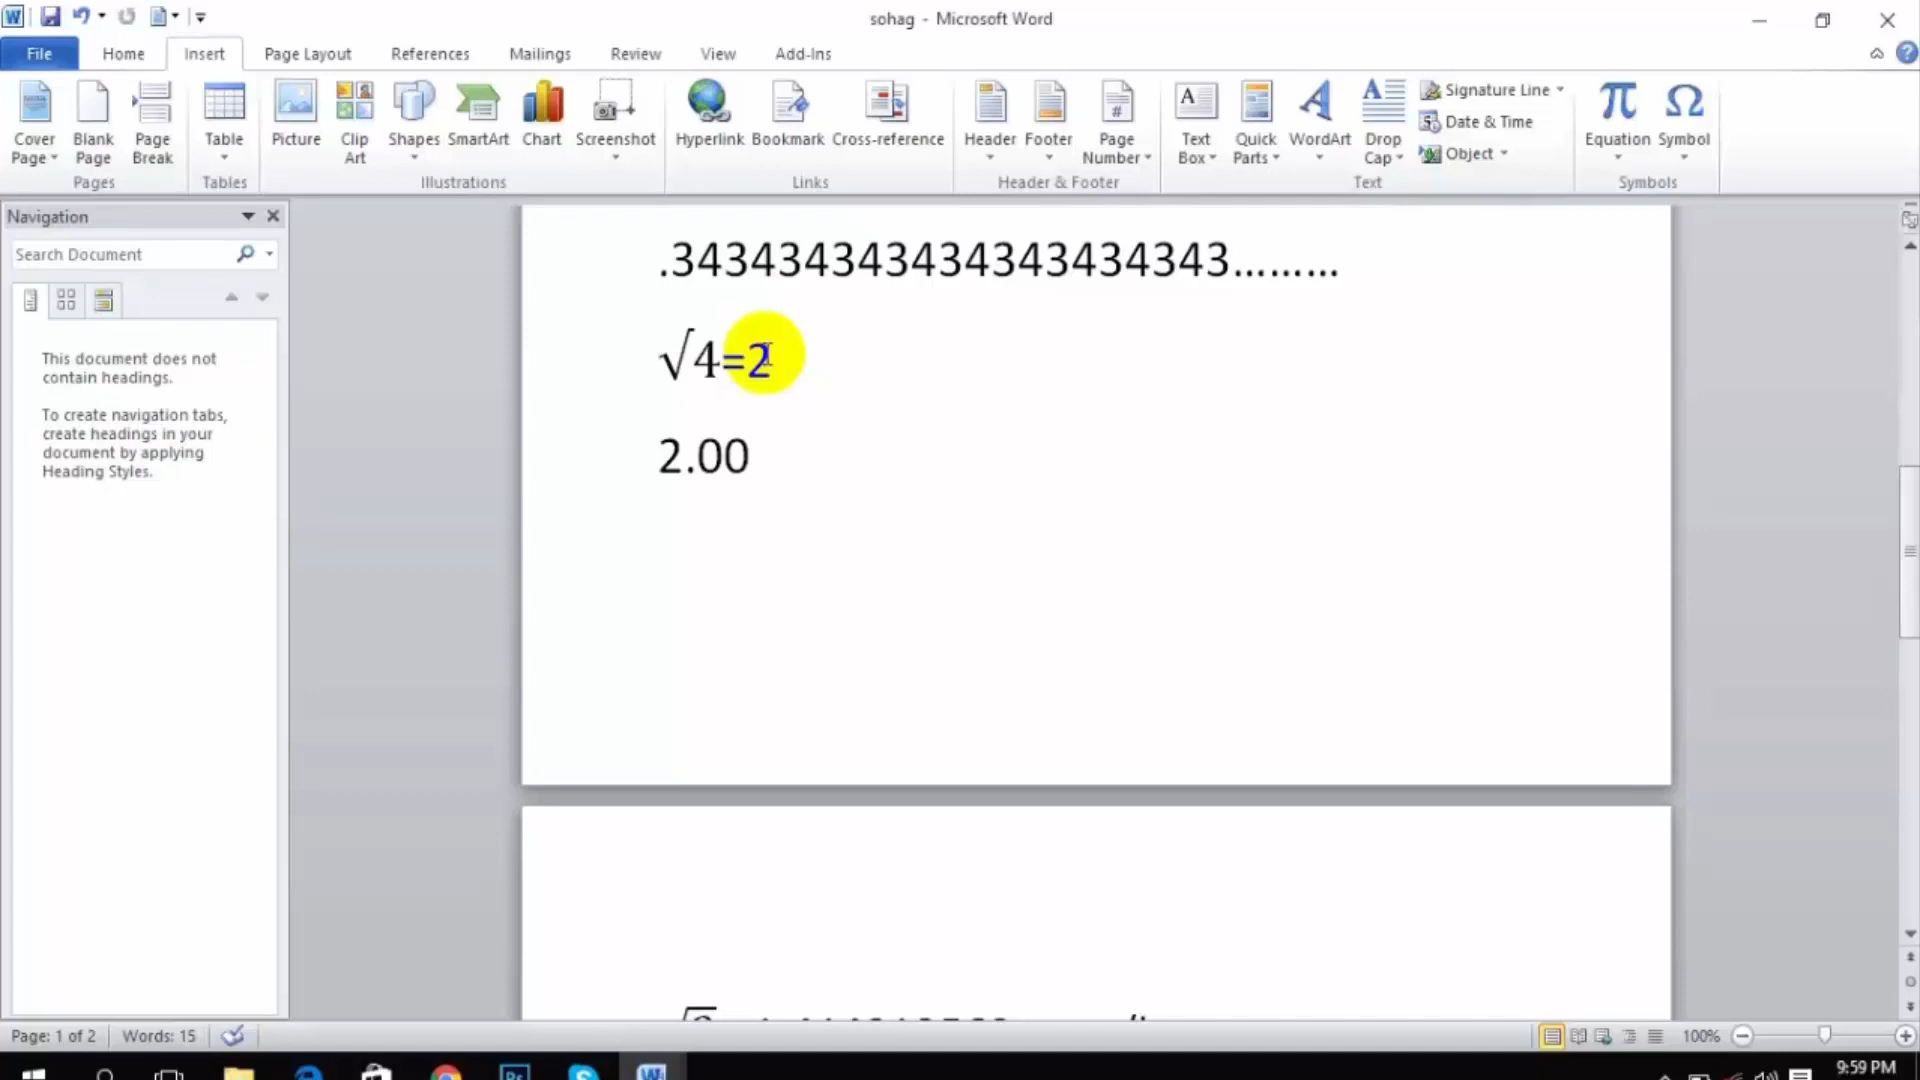 sohag - Microsoft Word
File Home Insert Page Layout References Mailings Review View Add-Ins
Cover Page
Blank Page
Page Break
Table
Picture
Clip Art
Shapes
SmartArt
Chart
Screenshot
Hyperlink
Bookmark
Cross-reference
Header
Footer
Page Number
Text Box
Quick Parts
WordArt
Drop Cap
Signature Line
Date & Time
Object
Equation
Symbol
Pages Tables Illustrations Links Header & Footer Text Symbols
Navigation
Search Document
This document does not
contain headings.
To create navigation tabs,
create headings in your
document by applying
Heading Styles.
.343434343434343434343.........
√4=2
2.00
Page: 1 of 2 Words: 15 100%
9:59 PM